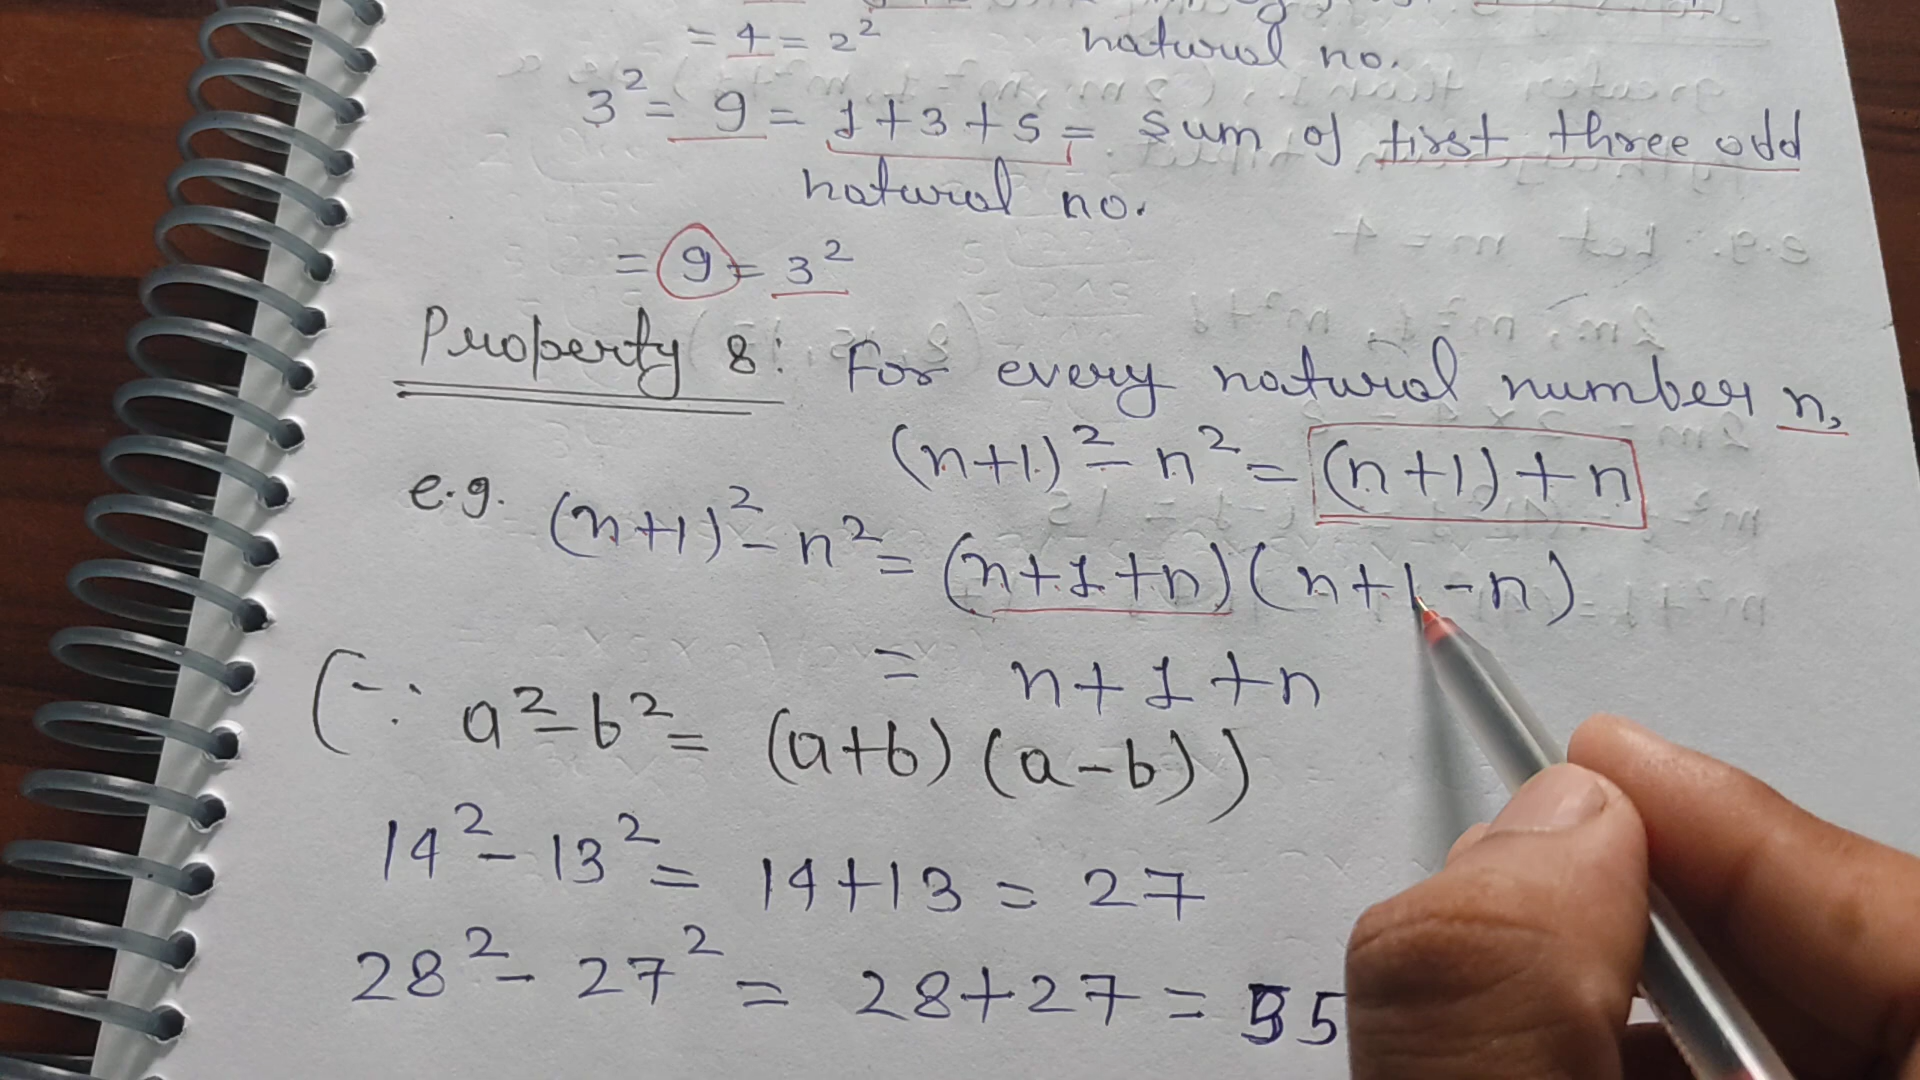 = 4 = 2²
natural no.
3² = 9 = 1+3+5 = Sum of first three odd
natural no.
= 9 = 3²
Property 8: For every natural number n,
(n+1)² - n² = (n+1)+n
e.g. (n+1)² - n² = (n+1+n)(n+1-n)
= n+1+n
(∵ a² - b² = (a+b)(a-b))
14² - 13² = 14+13 = 27
28² - 27² = 28+27 = 55